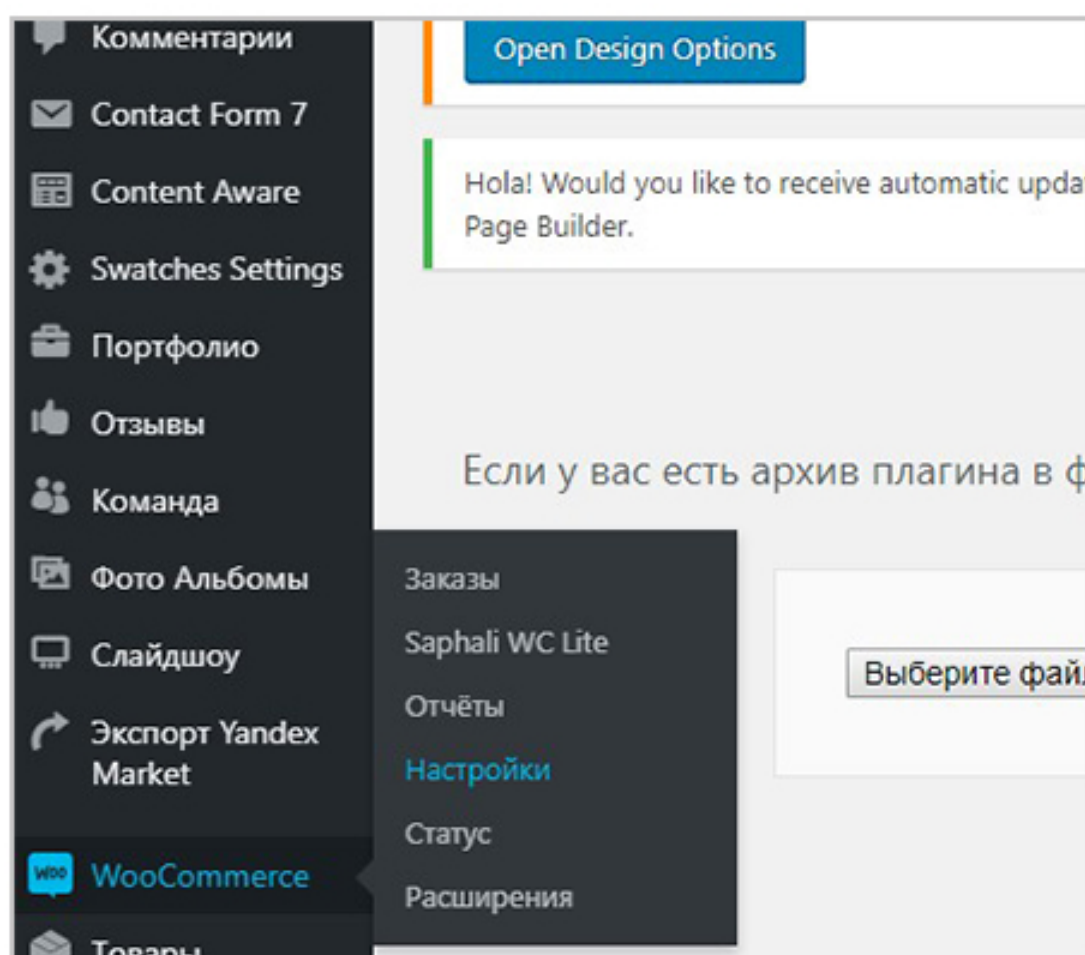 Комментарии
Contact Form 7
Content Aware
Swatches Settings
Портфолио
Отзывы
Команда
Фото Альбомы
Слайдшоу
Экспорт Yandex
Market
WooCommerce
Товары
Заказы
Saphali WC Lite
Отчёты
Настройки
Статус
Расширения
Open Design Options
Hola! Would you like to receive automatic upda
Page Builder.
Если у вас есть архив плагина в ф
Выберите файл